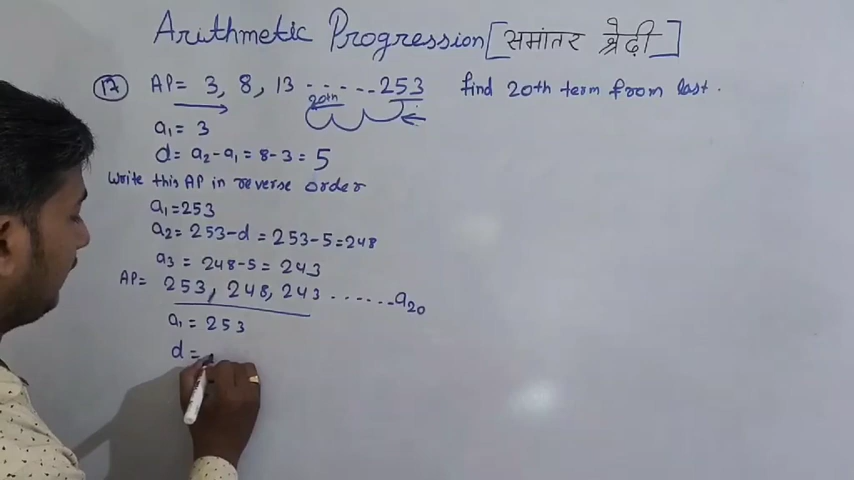 Arithmetic Progression [समांतर श्रेढ़ी]
17 AP= 3, 8, 13 ...... 253 find 20th term from last.
20th
a₁ = 3
d = a₂-a₁ = 8-3 = 5
Write this AP in reverse order
a₁=253
a₂= 253-d = 253-5=248
a₃ = 248-5= 243
AP= 253, 248, 243 ...... a₂₀
a₁ = 253
d =